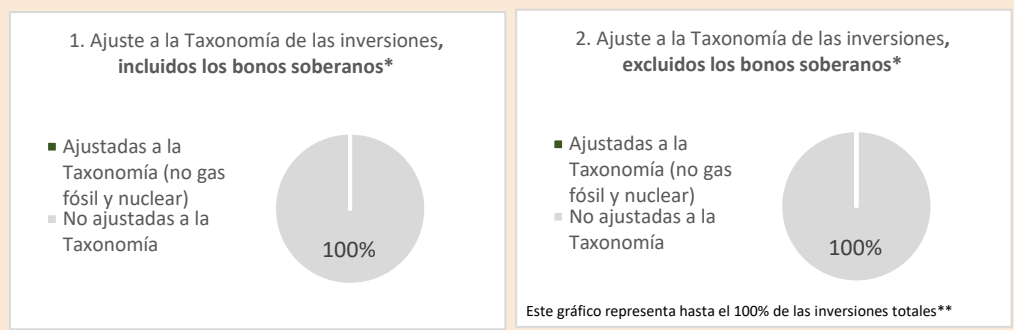 1. Ajuste a la Taxonomía de las inversiones,
incluidos los bonos soberanos*
Ajustadas a la
Taxonomía (no gas
fósil y nuclear)
No ajustadas a la
Taxonomía
100%
2. Ajuste a la Taxonomía de las inversiones,
excluidos los bonos soberanos*
Ajustadas a la
Taxonomía (no gas
fósil y nuclear)
No ajustadas a la
Taxonomía
100%
Este gráfico representa hasta el 100% de las inversiones totales**